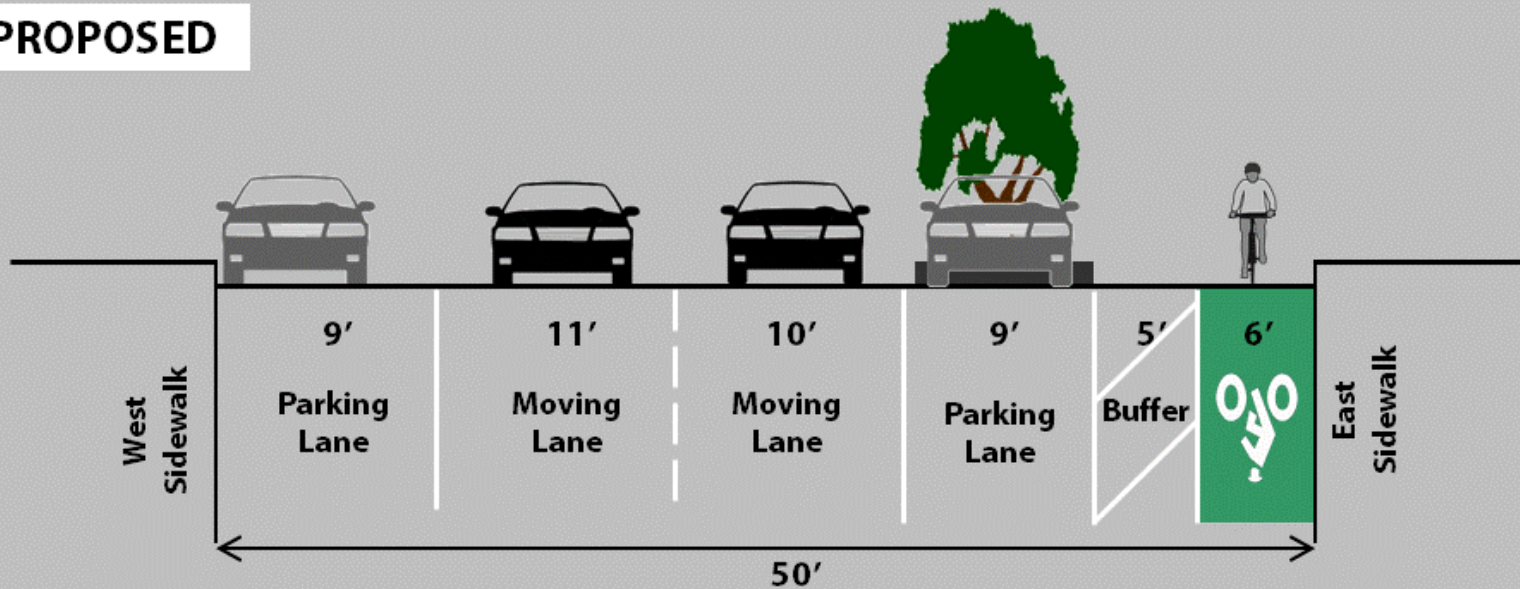 PROPOSED
9′
11′
10′
9′
5′
6′
Parking
Lane
Moving
Lane
Moving
Lane
Parking
Lane
Buffer
West
Sidewalk
East
Sidewalk
50′